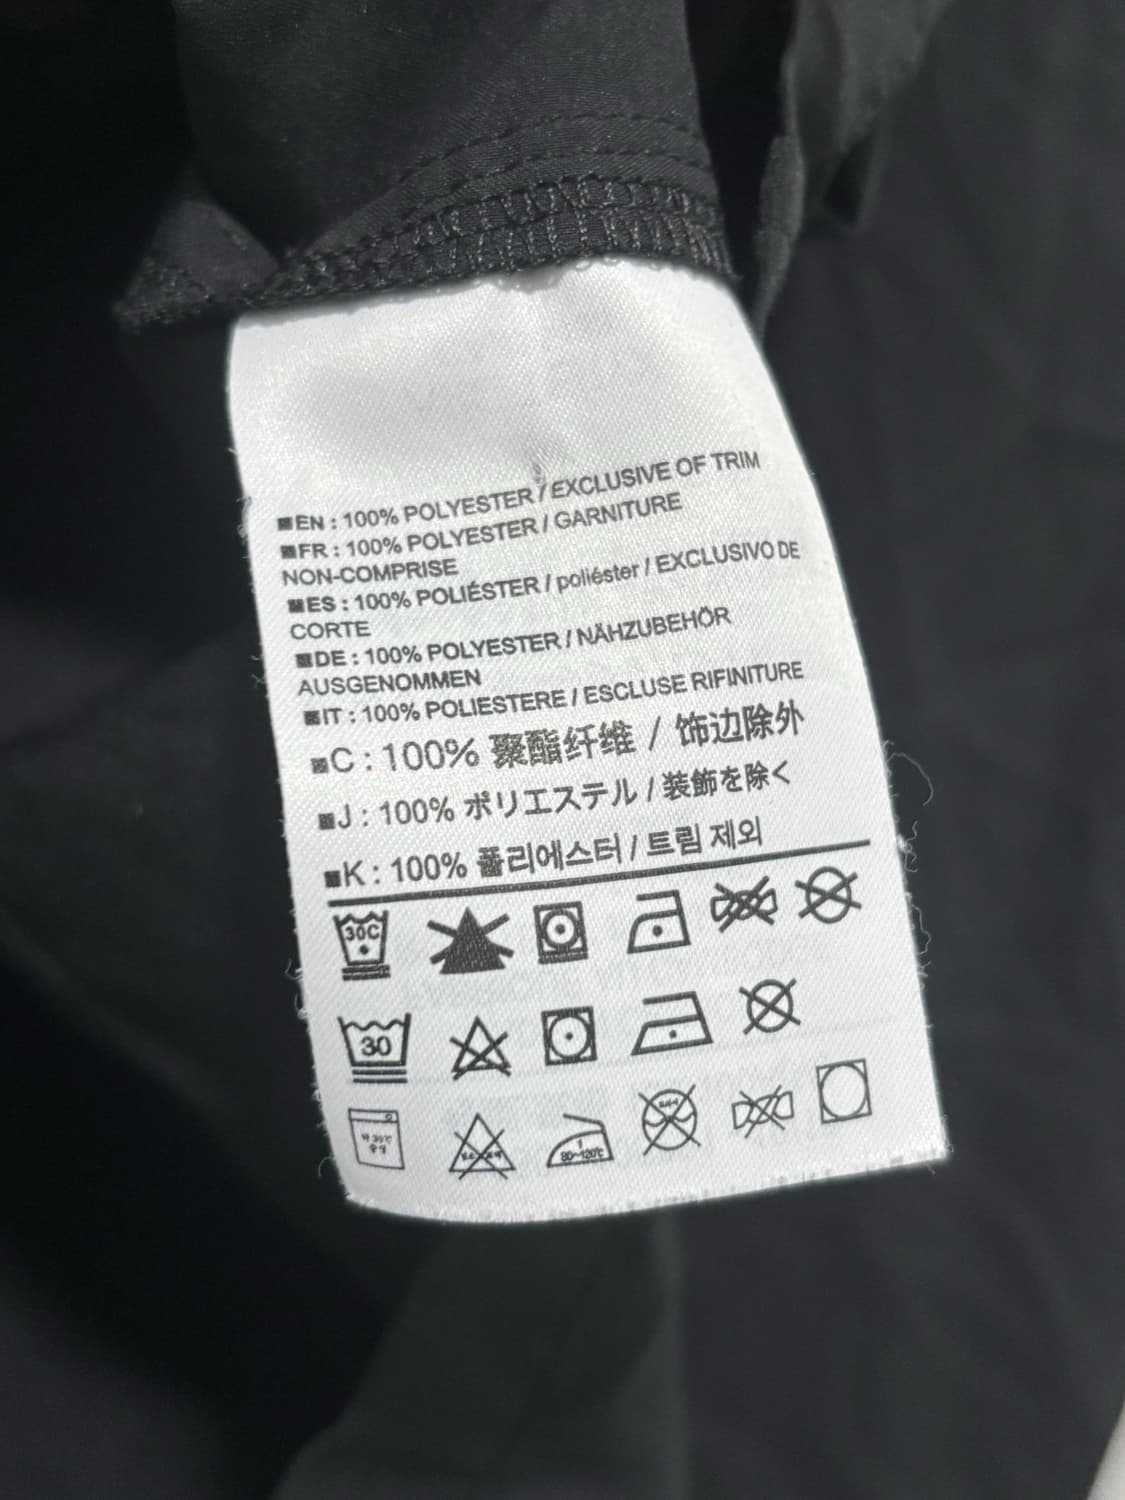 EN : 100% POLYESTER / EXCLUSIVE OF TRIM
FR : 100% POLYESTER / GARNITURE
NON-COMPRISE
ES : 100% POLIÉSTER / poliéster / EXCLUSIVO DE
CORTE
DE : 100% POLYESTER / NÄHZUBEHÖR
AUSGENOMMEN
IT : 100% POLIESTERE / ESCLUSE RIFINITURE
C : 100% 聚酯纤维 / 饰边除外
J : 100% ポリエステル / 装飾を除く
K : 100% 폴리에스터 / 트림 제외
30C
30
80~120℃